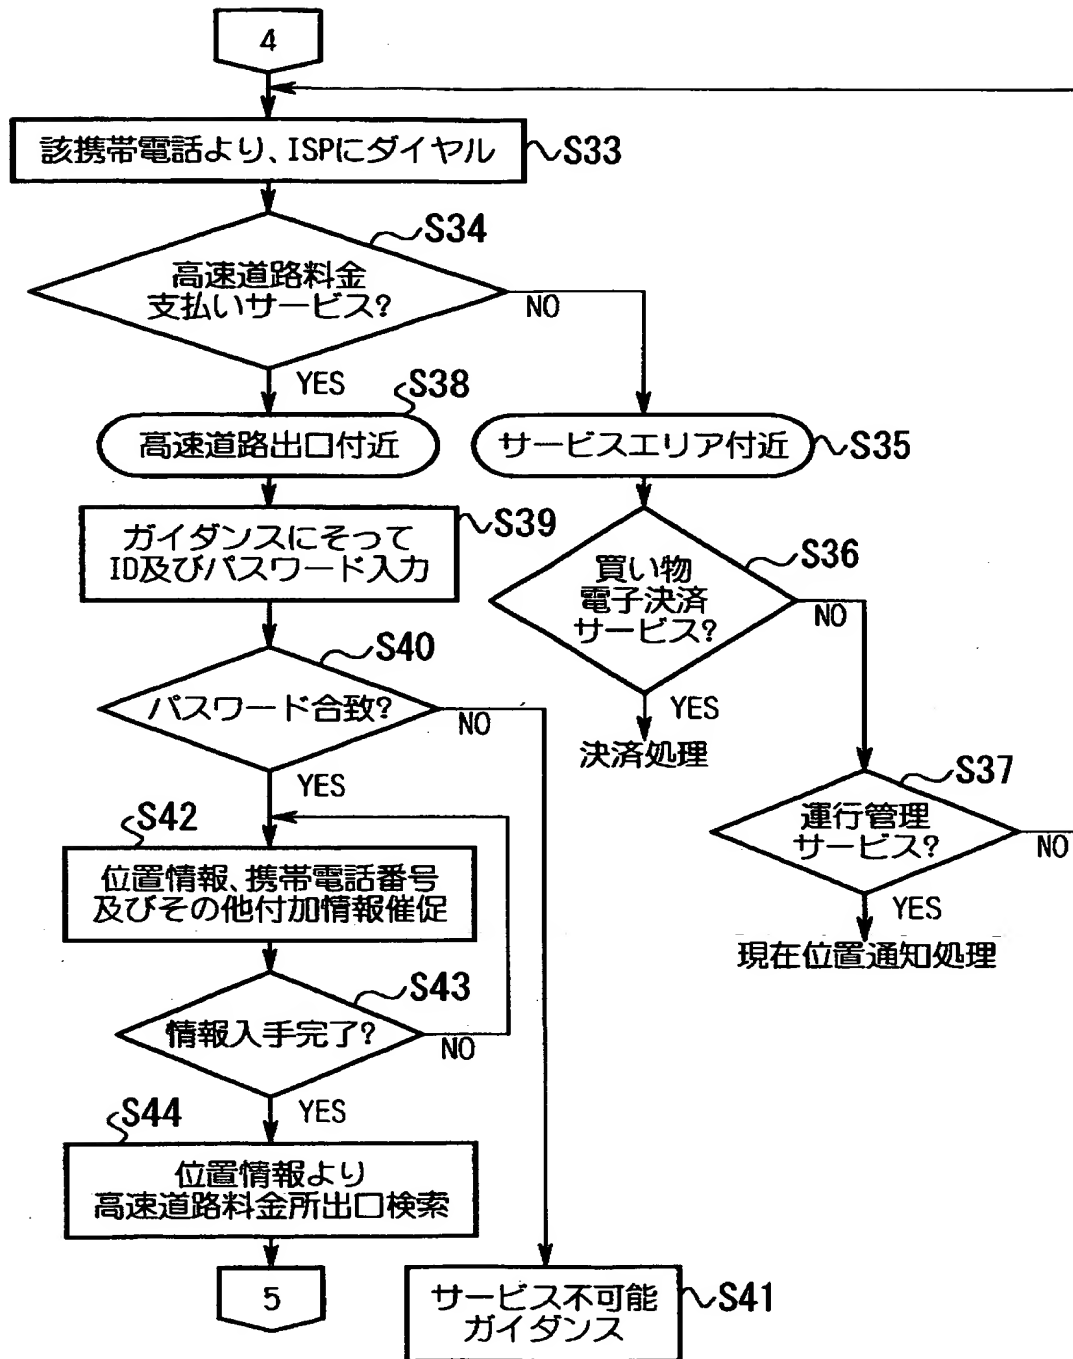 4
該携帯電話より、ISPにダイヤル
S33
S34
高速道路料金
支払いサービス?
NO
YES
S38
高速道路出口付近
サービスエリア付近
S35
S39
ガイダンスにそって
ID及びパスワード入力
S36
買い物
電子決済
サービス?
NO
YES
決済処理
S40
パスワード合致?
NO
YES
S37
運行管理
サービス?
NO
YES
現在位置通知処理
S42
位置情報、携帯電話番号
及びその他付加情報催促
S43
情報入手完了?
NO
YES
S44
位置情報より
高速道路料金所出口検索
5
サービス不可能
ガイダンス
S41